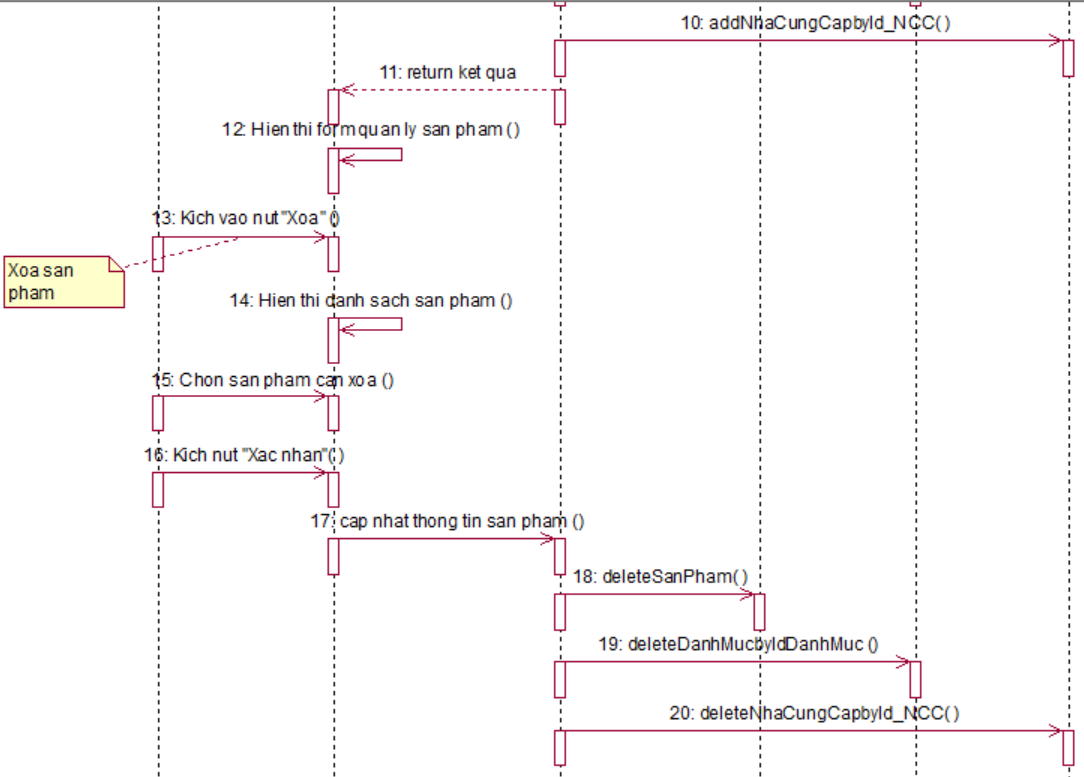 10: addNhaCungCapbyId_NCC( )
11: return ket qua
12: Hien thi form quan ly san pham ( )
13: Kich vao nut "Xoa" ()
Xoa san
pham
14: Hien thi danh sach san pham ()
15: Chon san pham can xoa ()
16: Kich nut "Xac nhan"( )
17: cap nhat thong tin san pham ()
18: deleteSanPham( )
19: deleteDanhMucbyIdDanhMuc ()
20: deleteNhaCungCapbyId_NCC( )